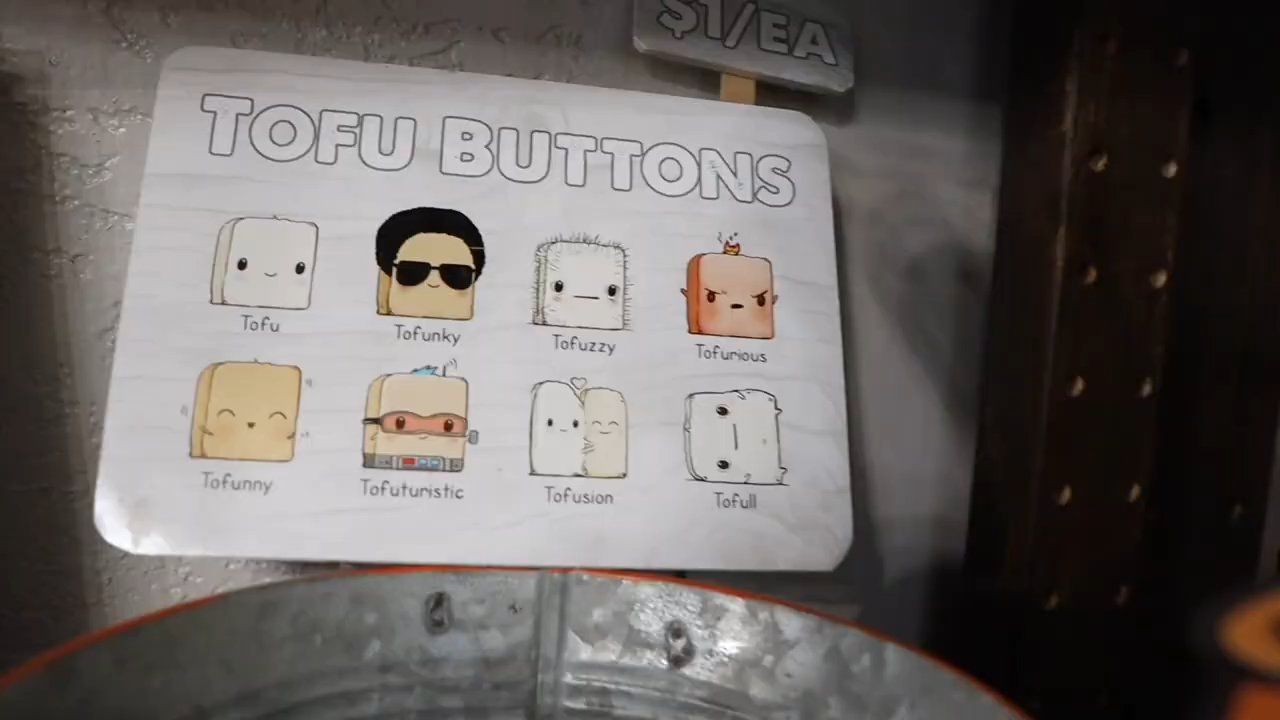 $1/EA
TOFU BUTTONS
Tofu
Tofunky
Tofuzzy
Tofurious
Tofunny
Tofuturistic
Tofusion
Tofull